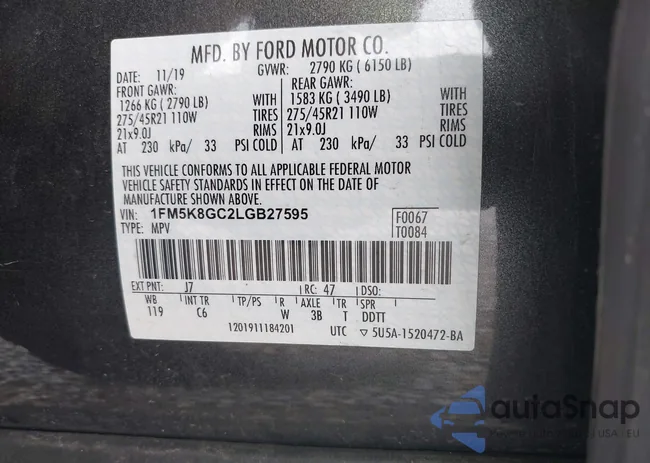 MFD. BY FORD MOTOR CO.
DATE: 11/19 GVWR: 2790 KG ( 6150 LB)
FRONT GAWR: REAR GAWR:
1266 KG ( 2790 LB) WITH 1583 KG ( 3490 LB) WITH
275/45R21 110W TIRES 275/45R21 110W TIRES
21x9.0J RIMS 21x9.0J RIMS
AT 230 kPa/ 33 PSI COLD AT 230 kPa/ 33 PSI COLD
THIS VEHICLE CONFORMS TO ALL APPLICABLE FEDERAL MOTOR
VEHICLE SAFETY STANDARDS IN EFFECT ON THE DATE OF
MANUFACTURE SHOWN ABOVE.
VIN: 1FM5K8GC2LGB27595 F0067
TYPE: MPV T0084
EXT PNT: J7 RC: 47 DSO:
WB INT TR TP/PS R AXLE TR SPR
119 C6 W 3B T DDTT
1201911184201 UTC ▽ 5U5A-1520472-BA
autoSnap